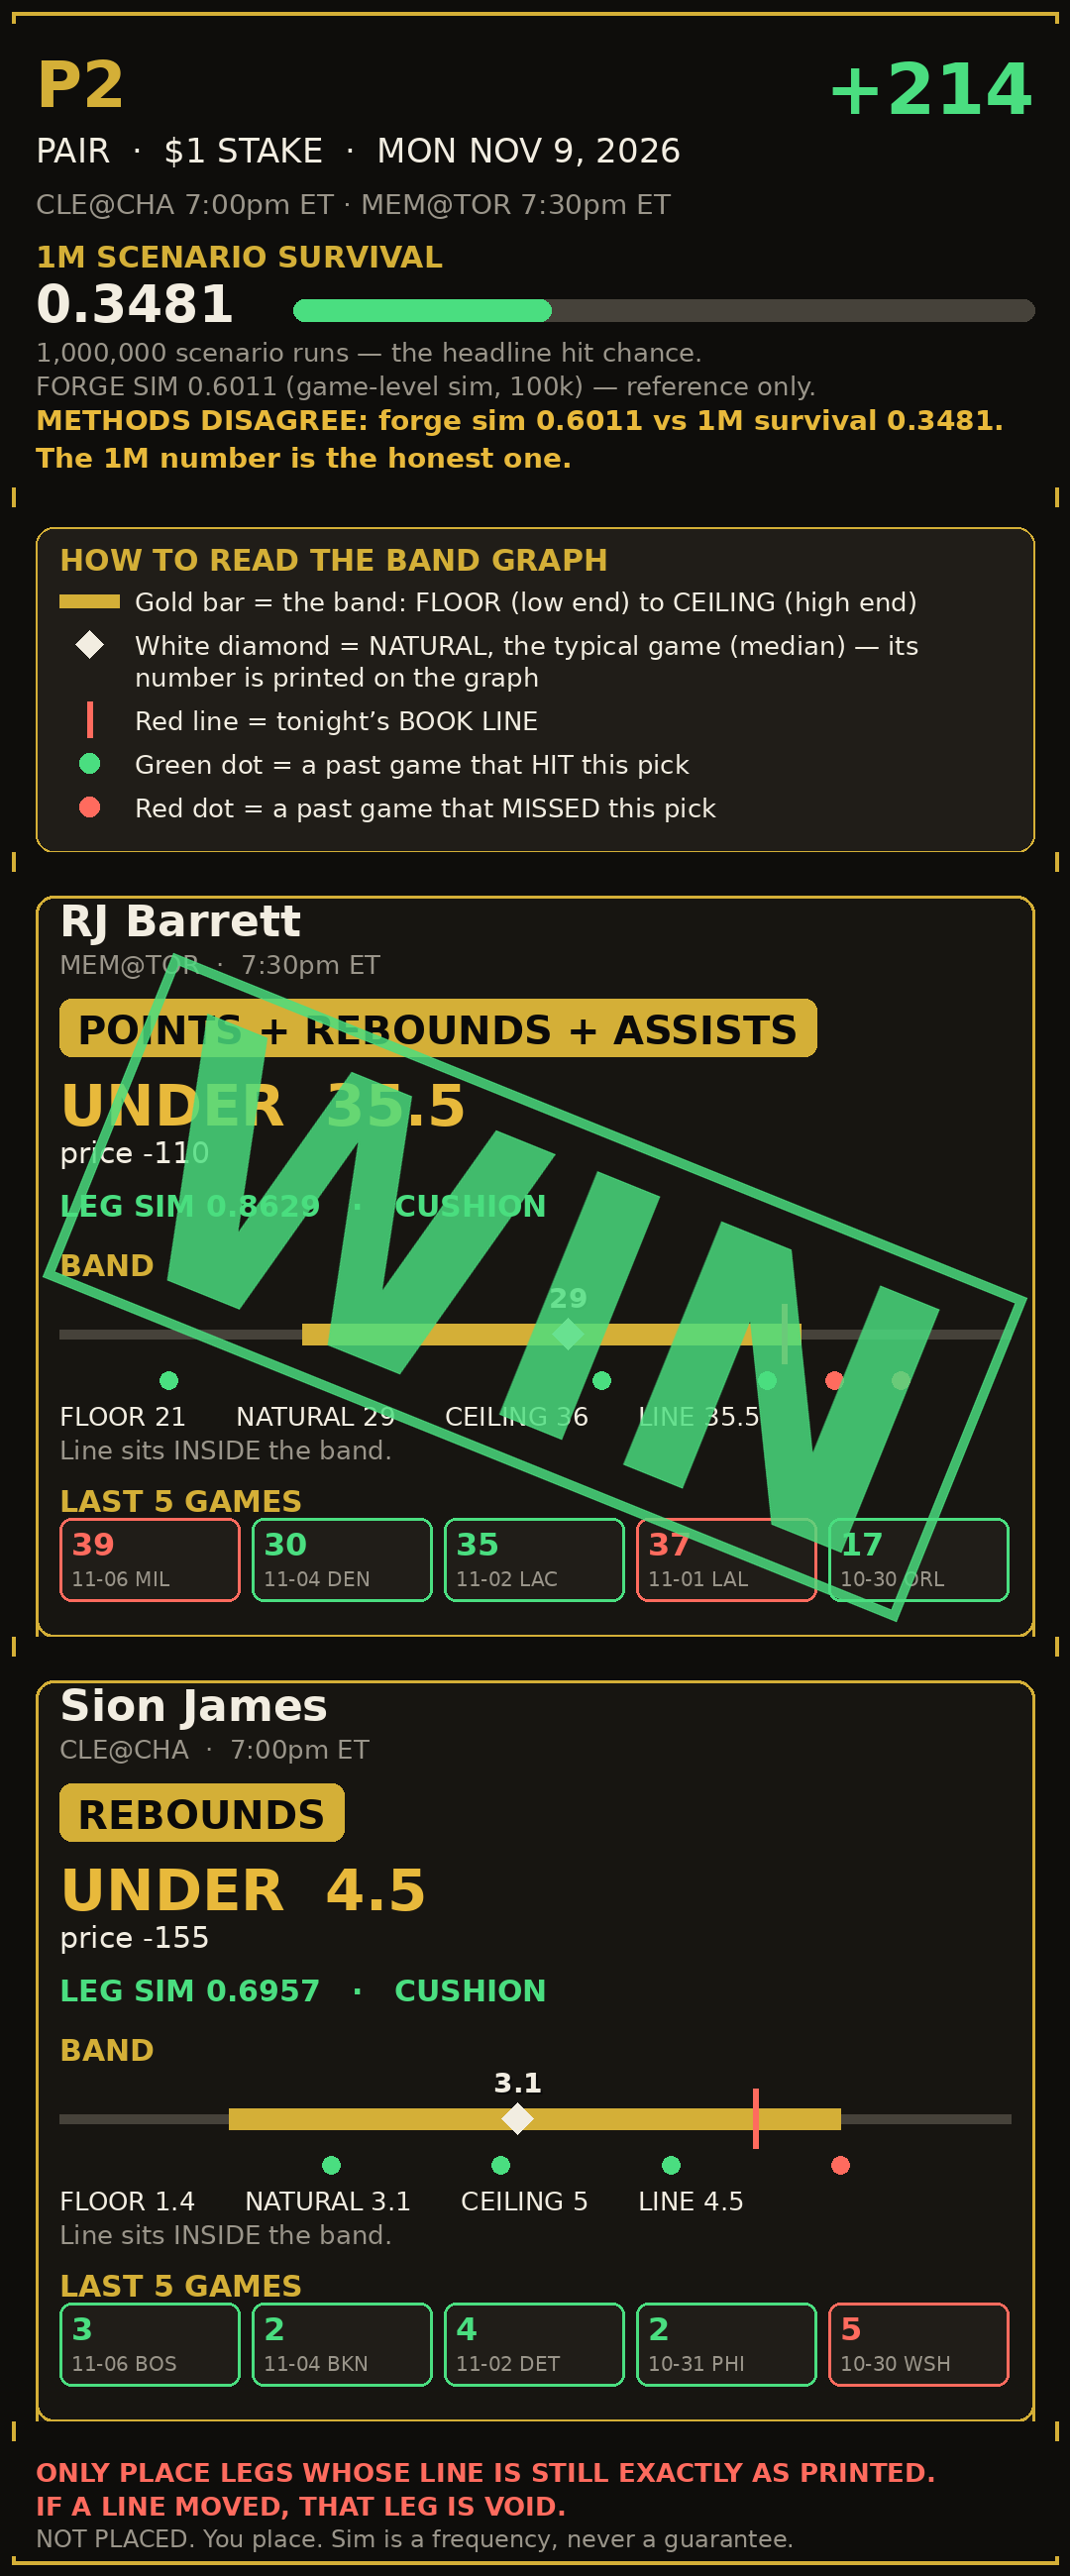 P2
+214
PAIR · $1 STAKE · MON NOV 9, 2026
CLE@CHA 7:00pm ET · MEM@TOR 7:30pm ET
1M SCENARIO SURVIVAL
0.3481
1,000,000 scenario runs — the headline hit chance.
FORGE SIM 0.6011 (game-level sim, 100k) — reference only.
METHODS DISAGREE: forge sim 0.6011 vs 1M survival 0.3481.
The 1M number is the honest one.
HOW TO READ THE BAND GRAPH
Gold bar = the band: FLOOR (low end) to CEILING (high end)
White diamond = NATURAL, the typical game (median) — its
number is printed on the graph
Red line = tonight’s BOOK LINE
Green dot = a past game that HIT this pick
Red dot = a past game that MISSED this pick
RJ Barrett
MEM@TOR · 7:30pm ET
POINTS + REBOUNDS + ASSISTS
UNDER 35.5
price -110
LEG SIM 0.8629 · CUSHION
WIN
BAND
29
FLOOR 21 NATURAL 29 CEILING 36 LINE 35.5
Line sits INSIDE the band.
LAST 5 GAMES
39 30 35 37 17
11-06 MIL 11-04 DEN 11-02 LAC 11-01 LAL 10-30 ORL
Sion James
CLE@CHA · 7:00pm ET
REBOUNDS
UNDER 4.5
price -155
LEG SIM 0.6957 · CUSHION
BAND
3.1
FLOOR 1.4 NATURAL 3.1 CEILING 5 LINE 4.5
Line sits INSIDE the band.
LAST 5 GAMES
3 2 4 2 5
11-06 BOS 11-04 BKN 11-02 DET 10-31 PHI 10-30 WSH
ONLY PLACE LEGS WHOSE LINE IS STILL EXACTLY AS PRINTED.
IF A LINE MOVED, THAT LEG IS VOID.
NOT PLACED. You place. Sim is a frequency, never a guarantee.